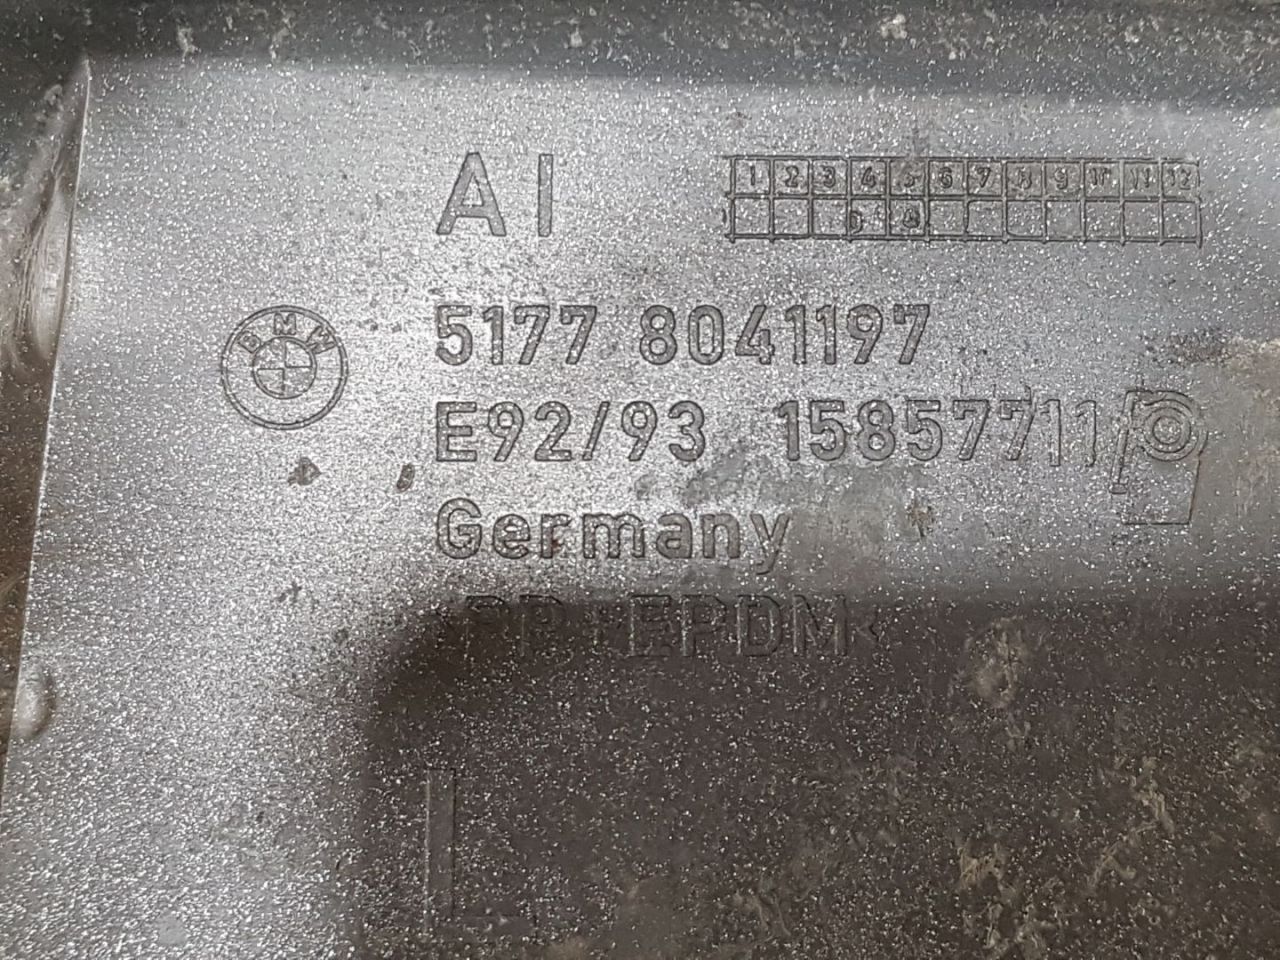 AI
1 2 3 4 5 6 7 8 9 10 11 12
BMW
5177 8041197
E92/93 15857711
Germany
>PP+EPDM<
L